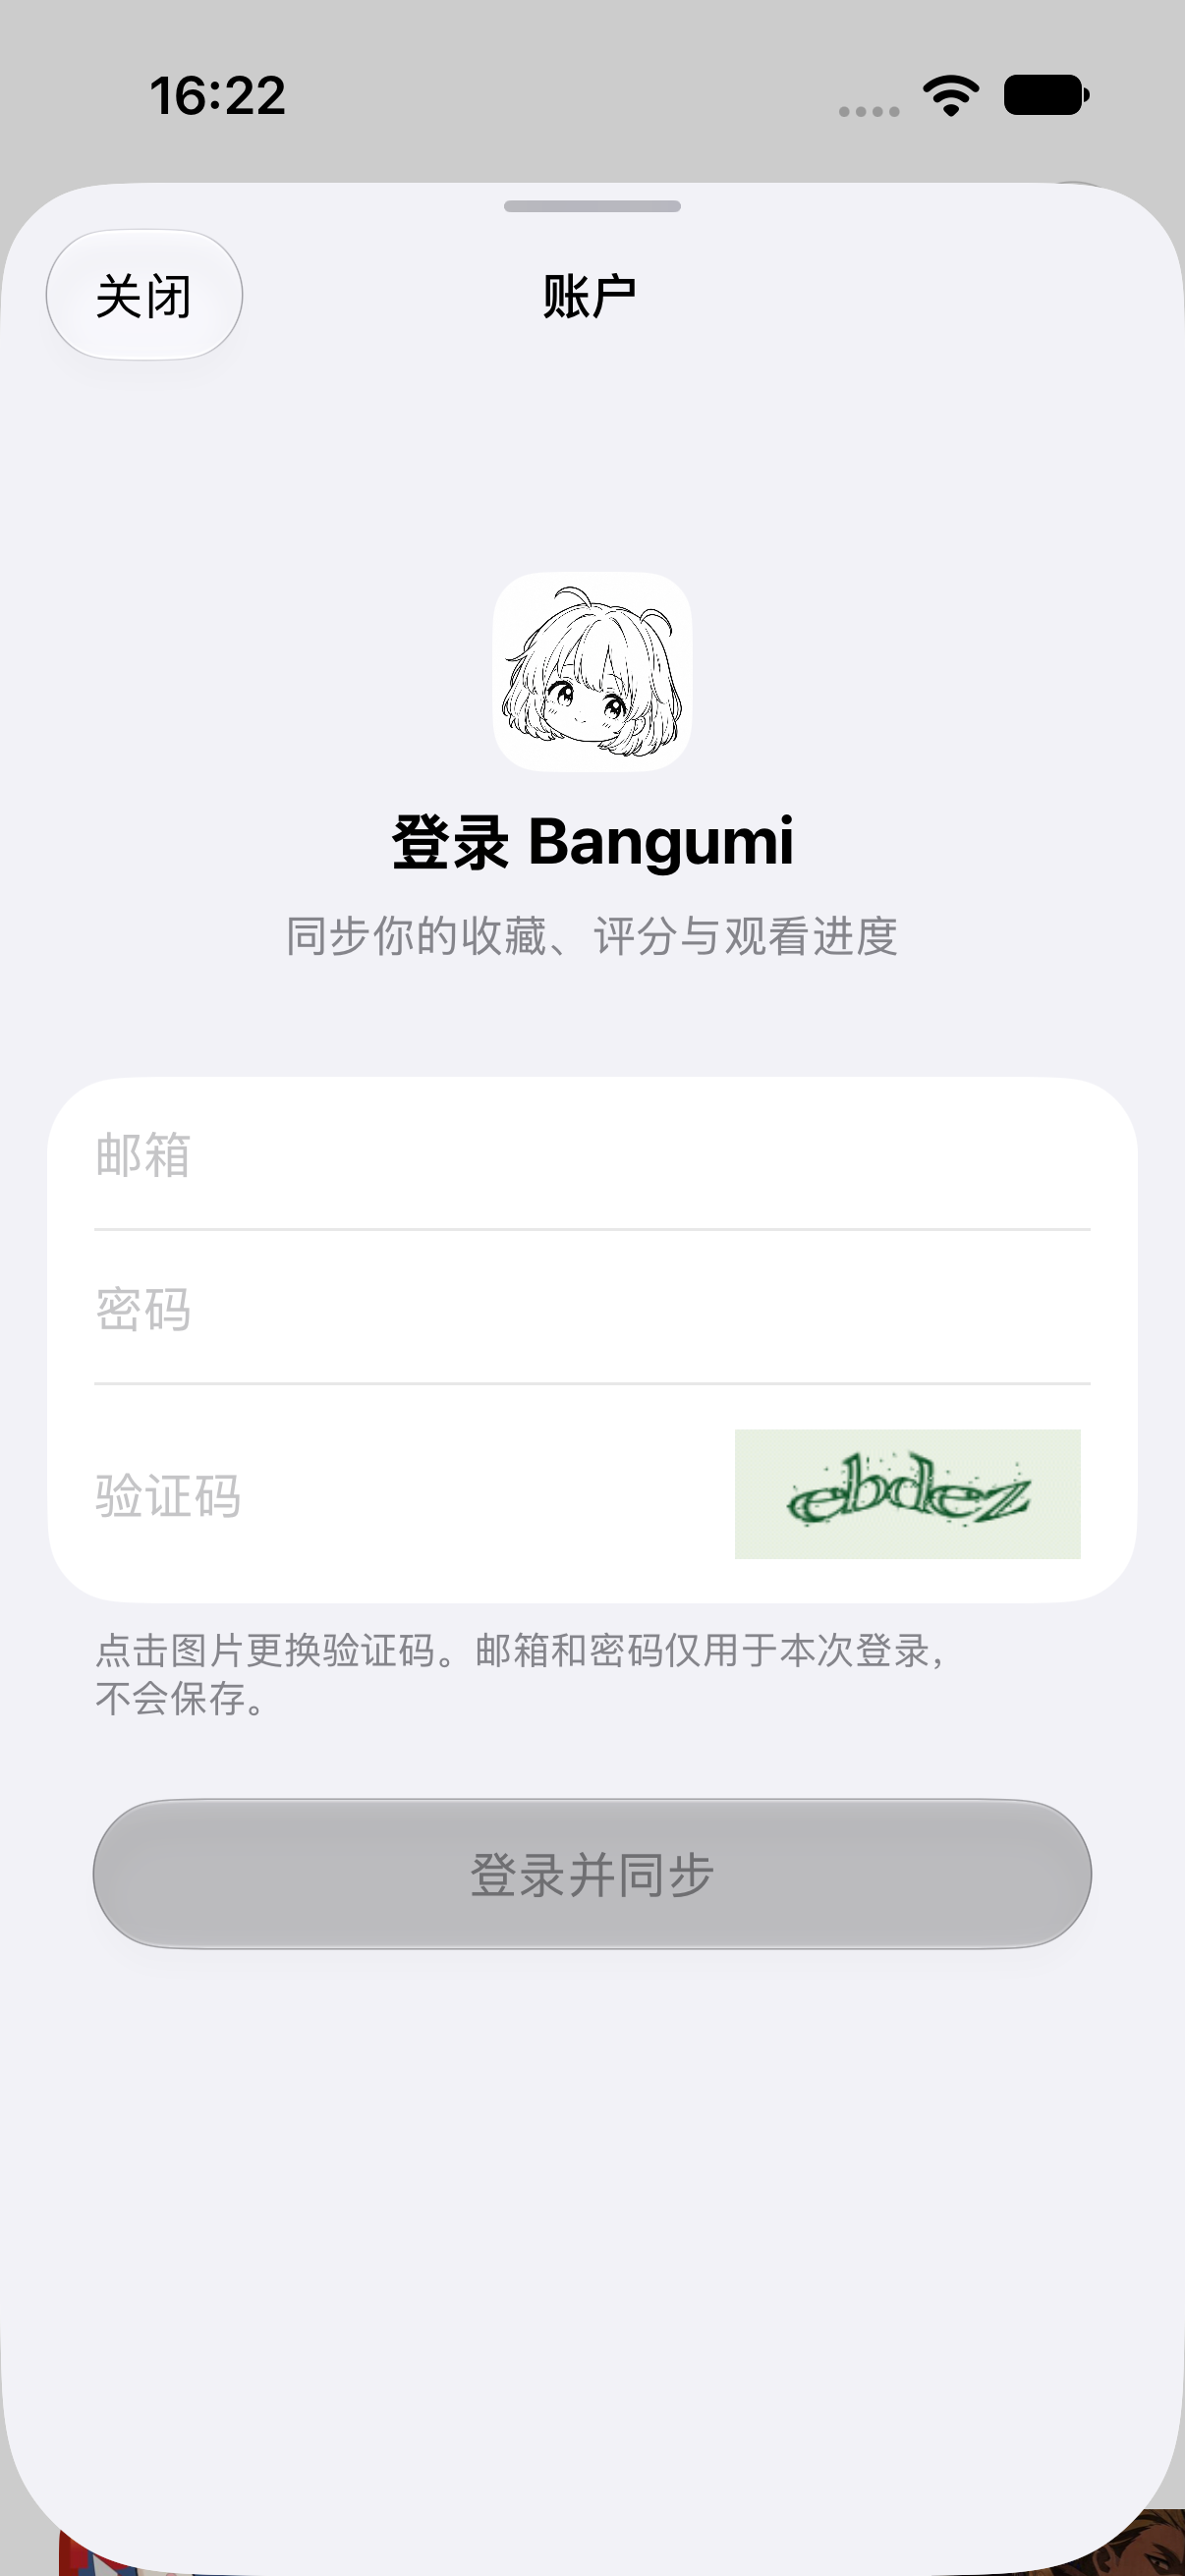 16:22
关闭
账户
登录 Bangumi
同步你的收藏、评分与观看进度
邮箱
密码
验证码
ebdez
点击图片更换验证码。邮箱和密码仅用于本次登录，
不会保存。
登录并同步